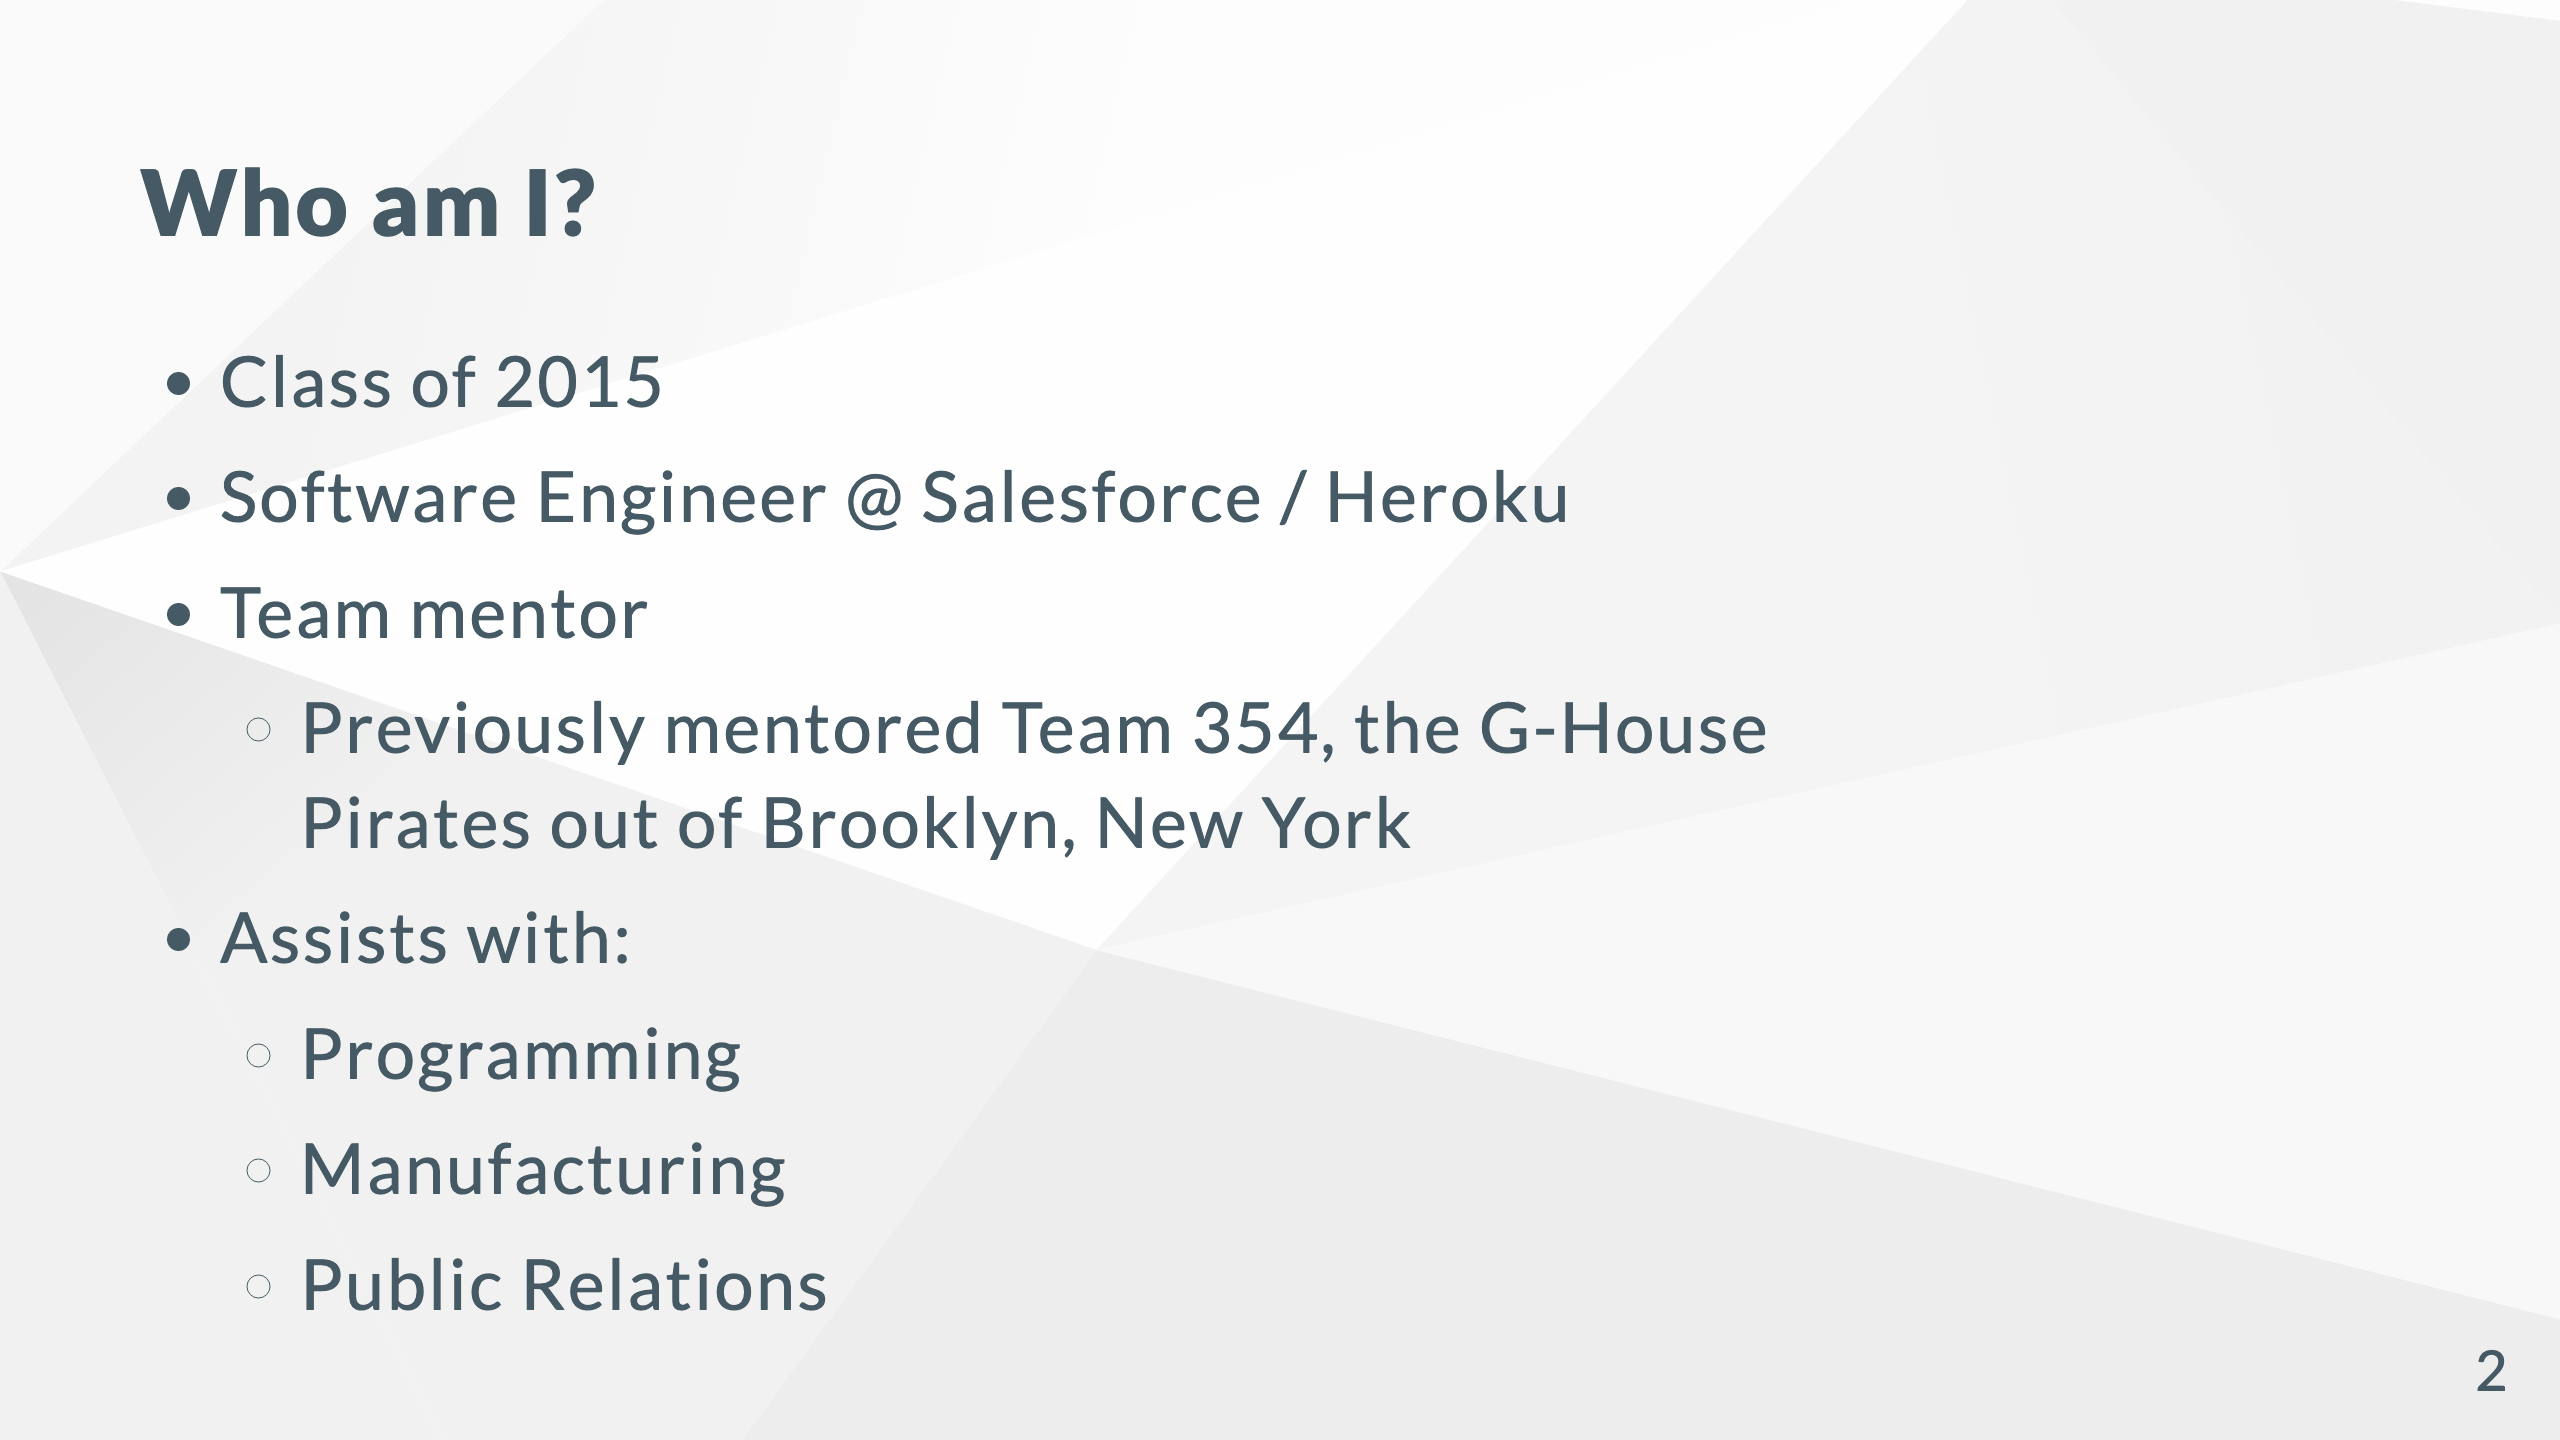 Who am I?
• Class of 2015
• Software Engineer @ Salesforce / Heroku
• Team mentor
○ Previously mentored Team 354, the G-House
Pirates out of Brooklyn, New York
• Assists with:
○ Programming
○ Manufacturing
○ Public Relations
2